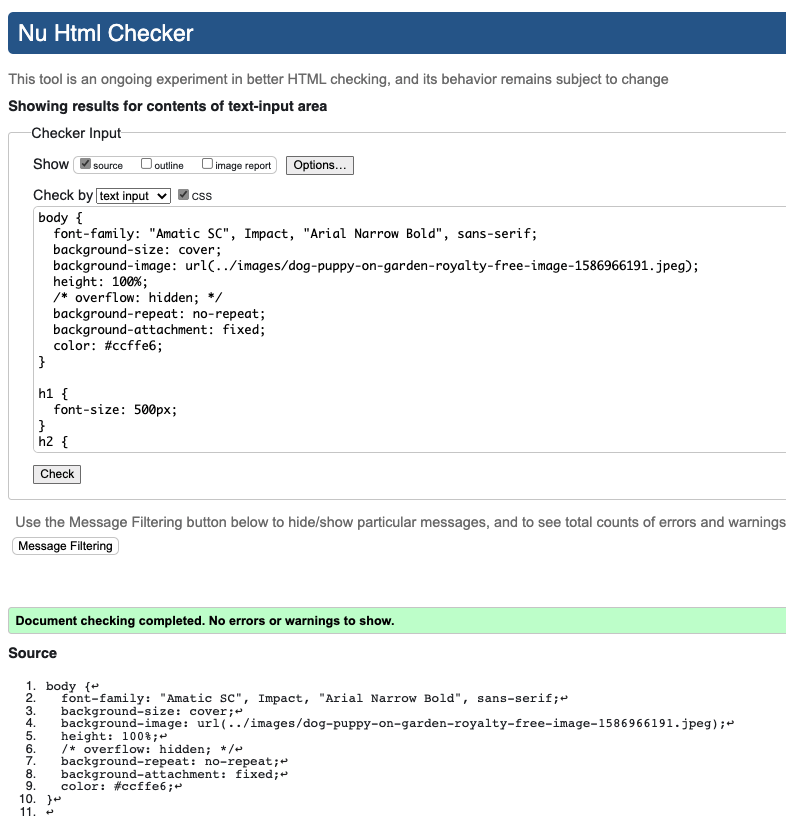 Nu Html Checker
This tool is an ongoing experiment in better HTML checking, and its behavior remains subject to change
Showing results for contents of text-input area
Checker Input
Show source outline image report Options...
Check by text input CSS
body {
  font-family: "Amatic SC", Impact, "Arial Narrow Bold", sans-serif;
  background-size: cover;
  background-image: url(../images/dog-puppy-on-garden-royalty-free-image-1586966191.jpeg);
  height: 100%;
  /* overflow: hidden; */
  background-repeat: no-repeat;
  background-attachment: fixed;
  color: #ccffe6;
}
h1 {
  font-size: 500px;
}
h2 {
Check
Use the Message Filtering button below to hide/show particular messages, and to see total counts of errors and warnings
Message Filtering
Document checking completed. No errors or warnings to show.
Source
1. body {↩
2.   font-family: "Amatic SC", Impact, "Arial Narrow Bold", sans-serif;↩
3.   background-size: cover;↩
4.   background-image: url(../images/dog-puppy-on-garden-royalty-free-image-1586966191.jpeg);↩
5.   height: 100%;↩
6.   /* overflow: hidden; */↩
7.   background-repeat: no-repeat;↩
8.   background-attachment: fixed;↩
9.   color: #ccffe6;↩
10. }↩
11. ↩